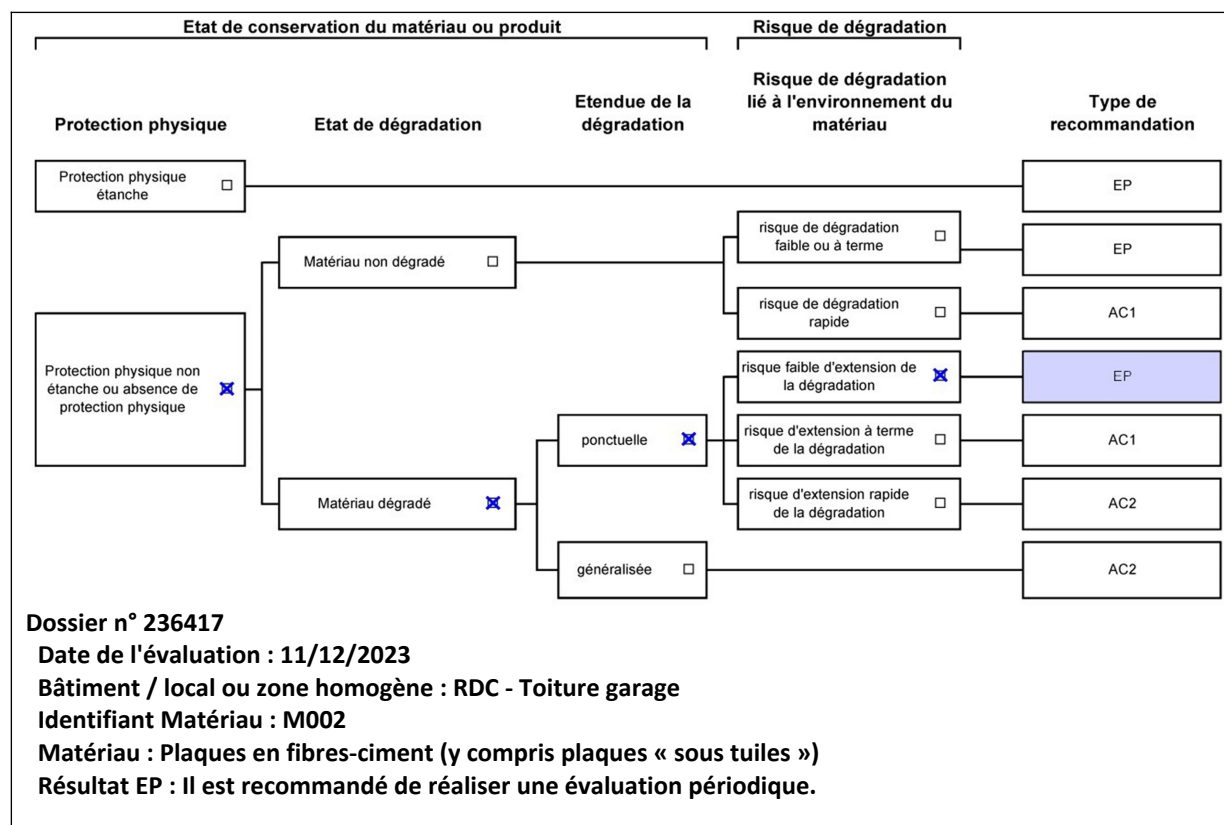 Etat de conservation du matériau ou produit
Risque de dégradation
Protection physique
Etat de dégradation
Etendue de la
dégradation
Risque de dégradation
lié à l'environnement du
matériau
Type de
recommandation
Protection physique
étanche
EP
Matériau non dégradé
risque de dégradation
faible ou à terme
EP
risque de dégradation
rapide
AC1
Protection physique non
étanche ou absence de
protection physique
risque faible d'extension de
la dégradation
EP
ponctuelle
risque d'extension à terme
de la dégradation
AC1
Matériau dégradé
risque d'extension rapide
de la dégradation
AC2
généralisée
AC2
Dossier n° 236417
Date de l'évaluation : 11/12/2023
Bâtiment / local ou zone homogène : RDC - Toiture garage
Identifiant Matériau : M002
Matériau : Plaques en fibres-ciment (y compris plaques « sous tuiles »)
Résultat EP : Il est recommandé de réaliser une évaluation périodique.